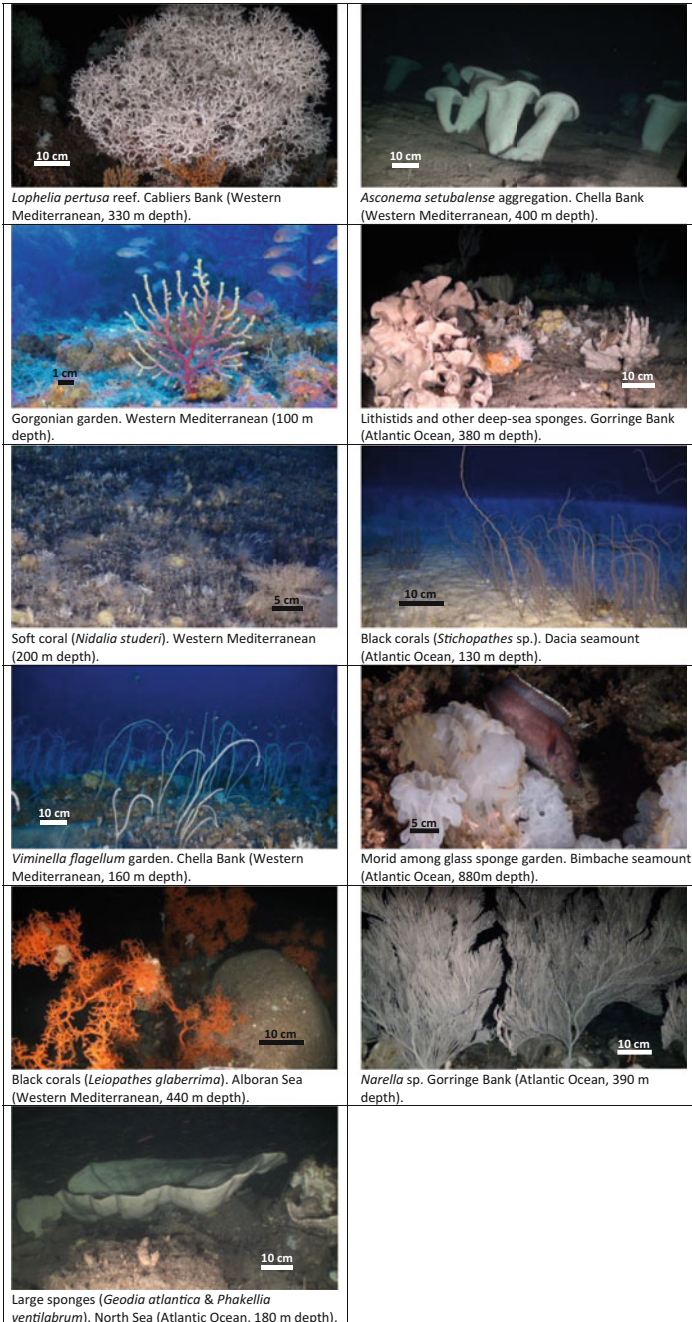 10 cm
10 cm
Lophelia pertusa reef. Cabliers Bank (Western
Mediterranean, 330 m depth).
Asconema setubalense aggregation. Chella Bank
(Western Mediterranean, 400 m depth).
1 cm
10 cm
Gorgonian garden. Western Mediterranean (100 m
depth).
Lithistids and other deep-sea sponges. Gorringe Bank
(Atlantic Ocean, 380 m depth).
5 cm
10 cm
Soft coral (Nidalia studeri). Western Mediterranean
(200 m depth).
Black corals (Stichopathes sp.). Dacia seamount
(Atlantic Ocean, 130 m depth).
10 cm
5 cm
Viminella flagellum garden. Chella Bank (Western
Mediterranean, 160 m depth).
Morid among glass sponge garden. Bimbache seamount
(Atlantic Ocean, 880m depth).
10 cm
10 cm
Black corals (Leiopathes glaberrima). Alboran Sea
(Western Mediterranean, 440 m depth).
Narella sp. Gorringe Bank (Atlantic Ocean, 390 m
depth).
10 cm
Large sponges (Geodia atlantica & Phakellia
ventilabrum). North Sea (Atlantic Ocean, 180 m depth).